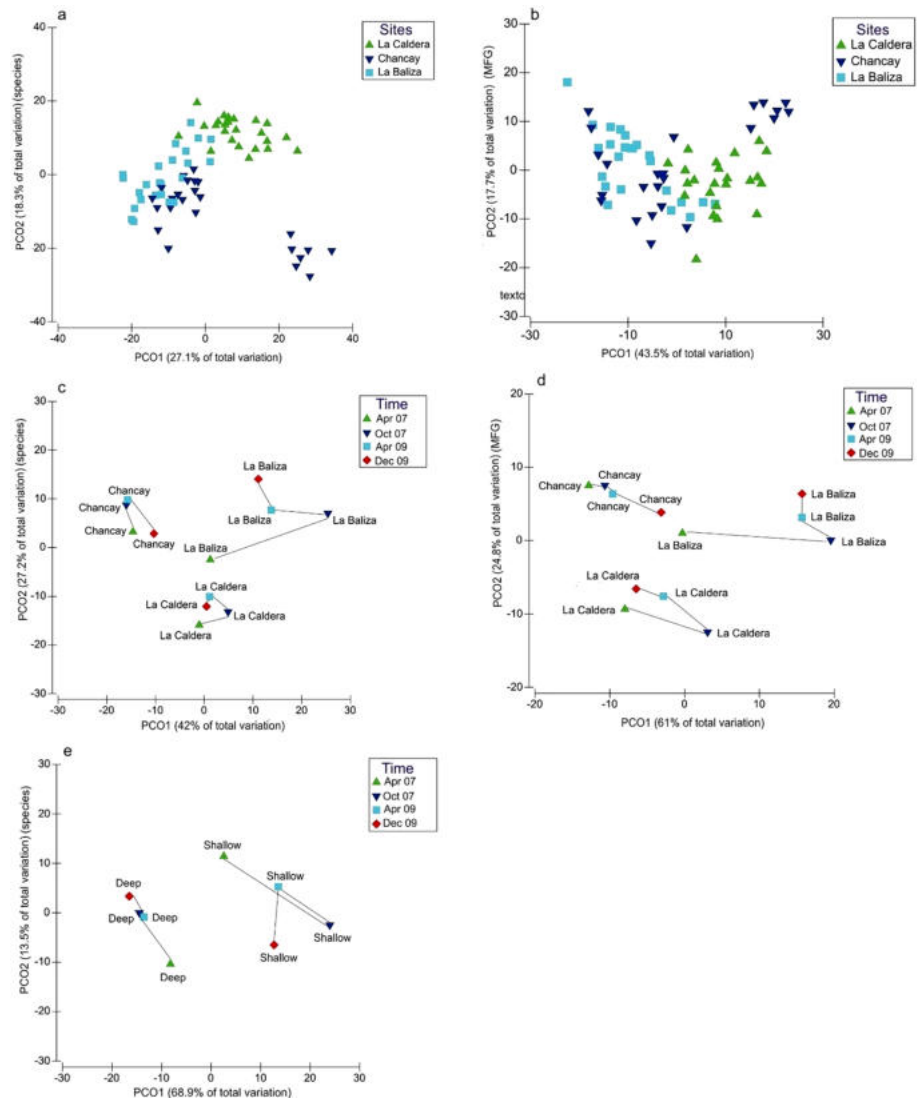 a
Sites
La Caldera
Chancay
La Baliza
PCO2 (18.3% of total variation) (species)
40
20
0
-20
-40
-40
-20
0
20
40
PCO1 (27.1% of total variation)
b
Sites
La Caldera
Chancay
La Baliza
PCO2 (17.7% of total variation) (MFG)
30
20
10
0
-10
-20
texto
-30
-30
-10
10
30
PCO1 (43.5% of total variation)
c
Time
Apr 07
Oct 07
Apr 09
Dec 09
PCO2 (27.2% of total variation) (species)
30
20
10
0
-10
-20
-30
La Baliza
Chancay
La Baliza
Chancay
La Baliza
Chancay
Chancay
La Baliza
La Caldera
La Caldera
La Caldera
La Caldera
-30
-20
-10
0
10
20
30
PCO1 (42% of total variation)
d
Time
Apr 07
Oct 07
Apr 09
Dec 09
PCO2 (24.8% of total variation) (MFG)
20
10
0
-10
-20
Chancay
Chancay
Chancay
Chancay
La Baliza
La Baliza
La Baliza
La Baliza
La Caldera
La Caldera
La Caldera
La Caldera
-20
-10
0
10
20
PCO1 (61% of total variation)
e
Time
Apr 07
Oct 07
Apr 09
Dec 09
PCO2 (13.5% of total variation) (species)
30
20
10
0
-10
-20
-30
Shallow
Deep
Shallow
Deep
Deep
Shallow
Shallow
Deep
-30
-20
-10
0
10
20
30
PCO1 (68.9% of total variation)